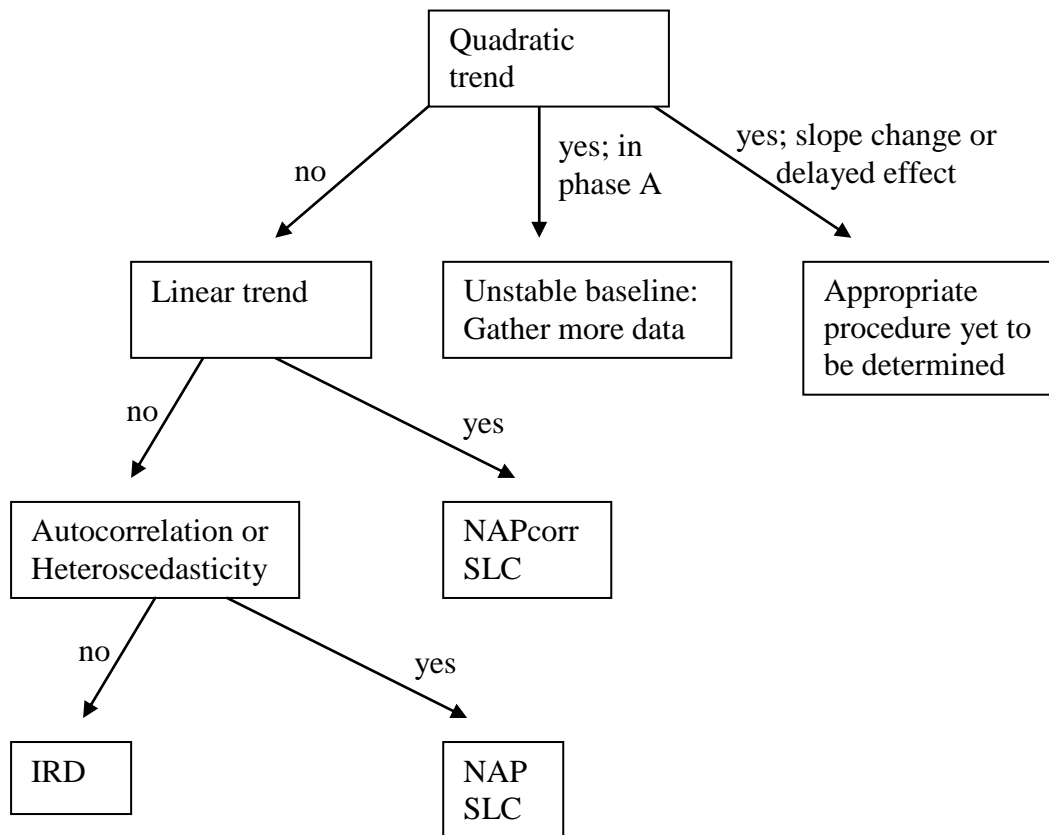 Quadratic
trend
no
yes; in
phase A
yes; slope change or
delayed effect
Linear trend
Unstable baseline:
Gather more data
Appropriate
procedure yet to
be determined
no
yes
Autocorrelation or
Heteroscedasticity
NAPcorr
SLC
no
yes
IRD
NAP
SLC